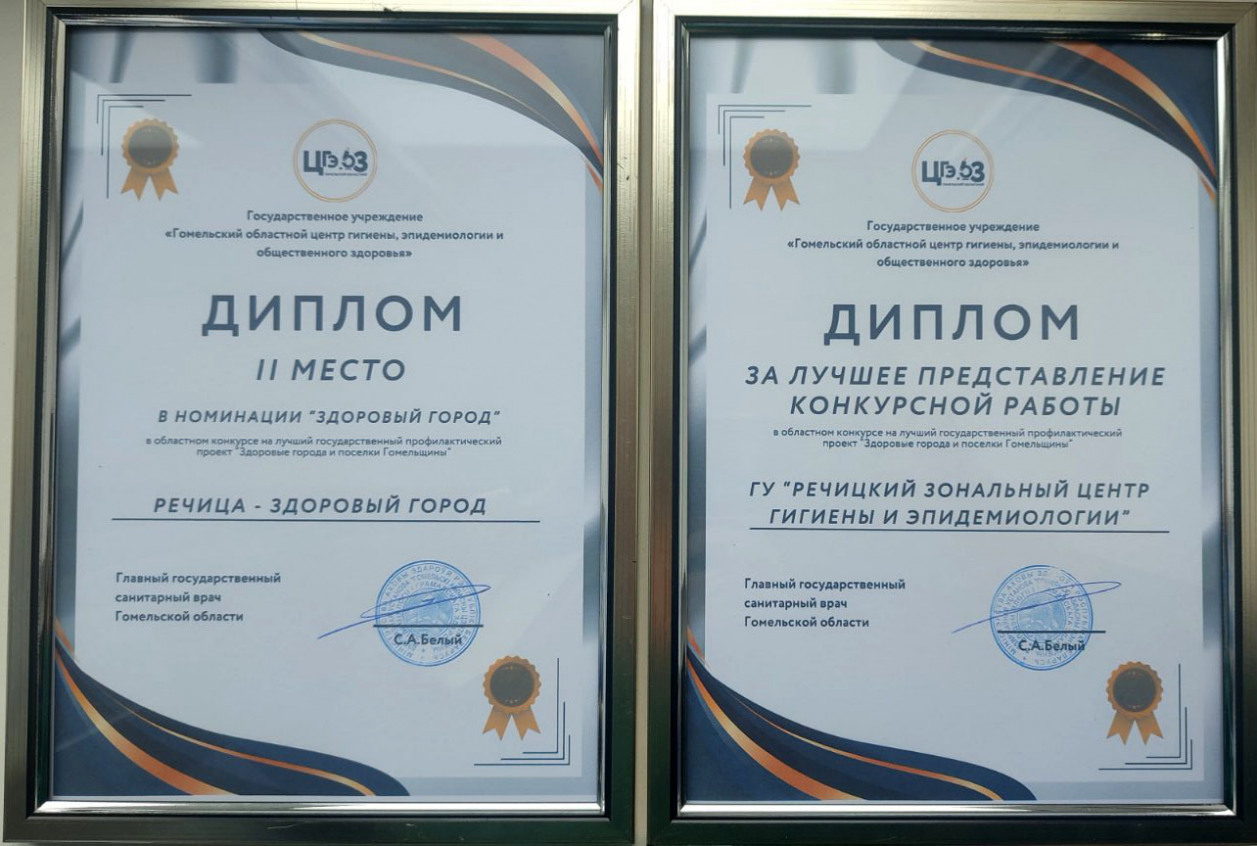 ЦГЭ,ОЗ
Государственное учреждение
«Гомельский областной центр гигиены, эпидемиологии и
общественного здоровья»
ДИПЛОМ
II МЕСТО
В НОМИНАЦИИ "ЗДОРОВЫЙ ГОРОД"
в областном конкурсе на лучший государственный профилактический
проект "Здоровые города и поселки Гомельщины"
РЕЧИЦА - ЗДОРОВЫЙ ГОРОД
Главный государственный
санитарный врач
Гомельской области
С.А.Белый
ЦГЭ,ОЗ
Государственное учреждение
«Гомельский областной центр гигиены, эпидемиологии и
общественного здоровья»
ДИПЛОМ
ЗА ЛУЧШЕЕ ПРЕДСТАВЛЕНИЕ
КОНКУРСНОЙ РАБОТЫ
в областном конкурсе на лучший государственный профилактический
проект "Здоровые города и поселки Гомельщины"
ГУ "РЕЧИЦКИЙ ЗОНАЛЬНЫЙ ЦЕНТР
ГИГИЕНЫ И ЭПИДЕМИОЛОГИИ"
Главный государственный
санитарный врач
Гомельской области
С.А.Белый